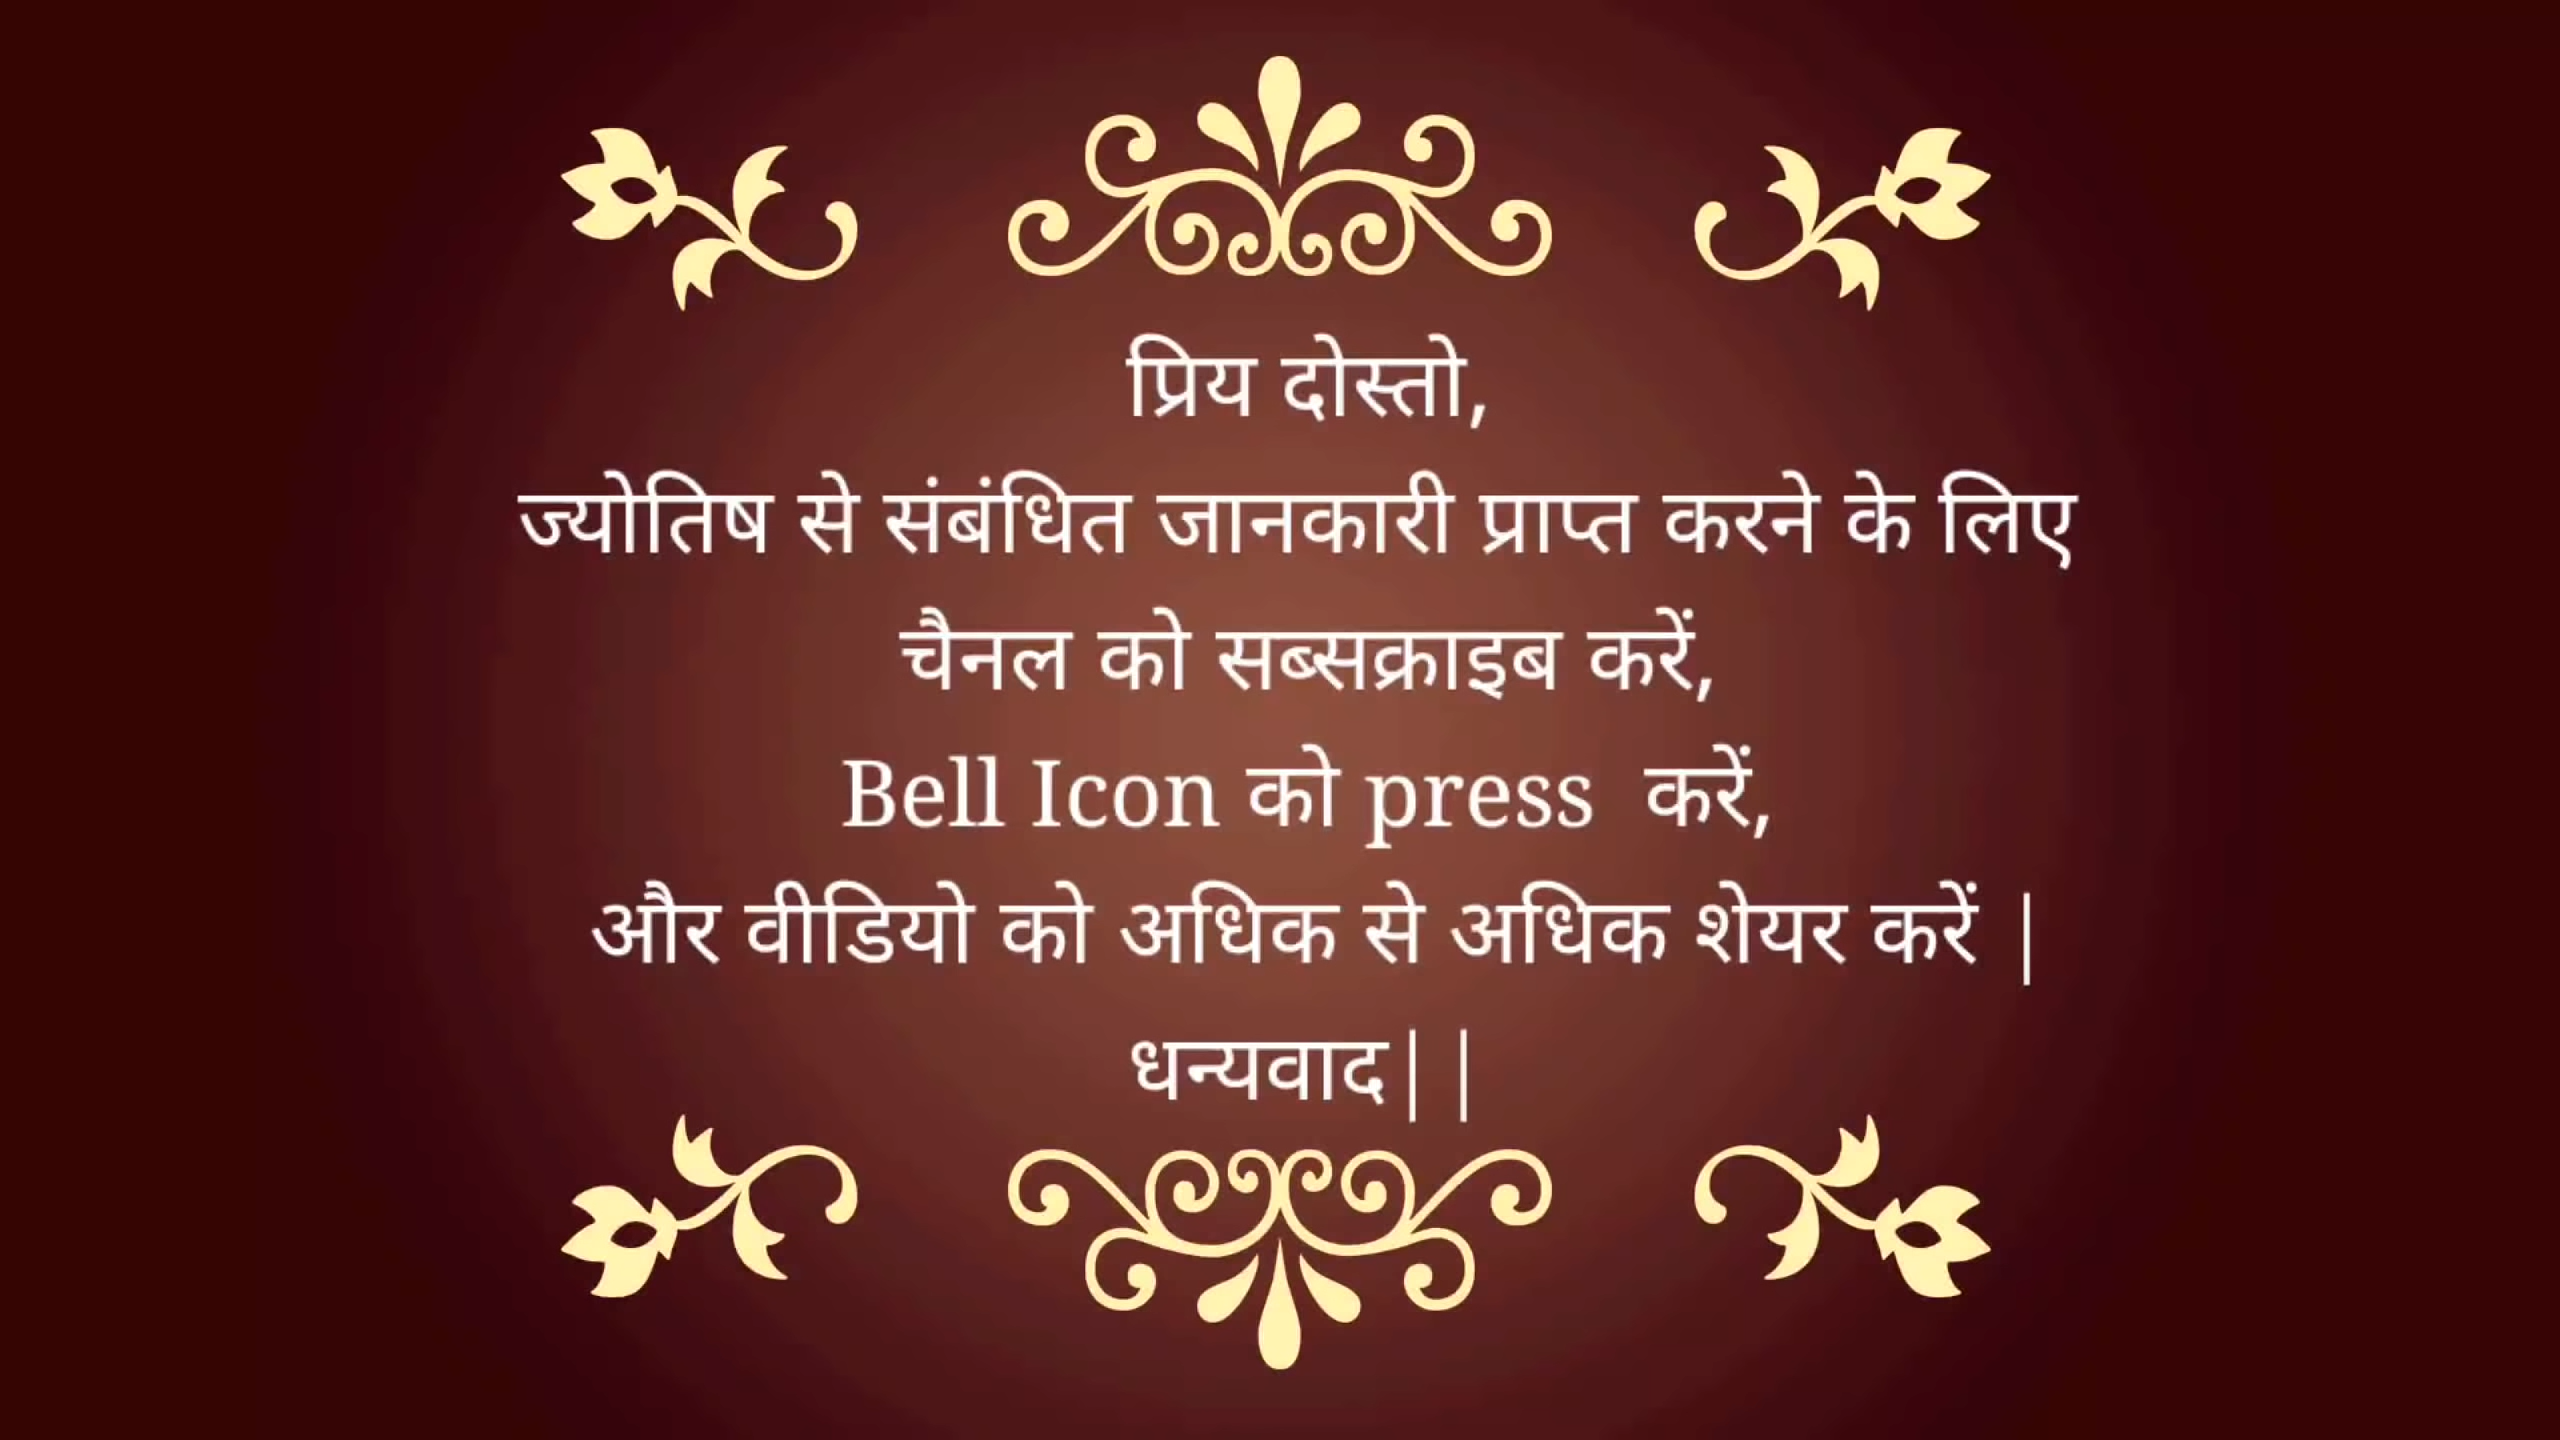 प्रिय दोस्तो,
ज्योतिष से संबंधित जानकारी प्राप्त करने के लिए
चैनल को सब्सक्राइब करें,
Bell Icon को press  करें,
और वीडियो को अधिक से अधिक शेयर करें |
धन्यवाद||